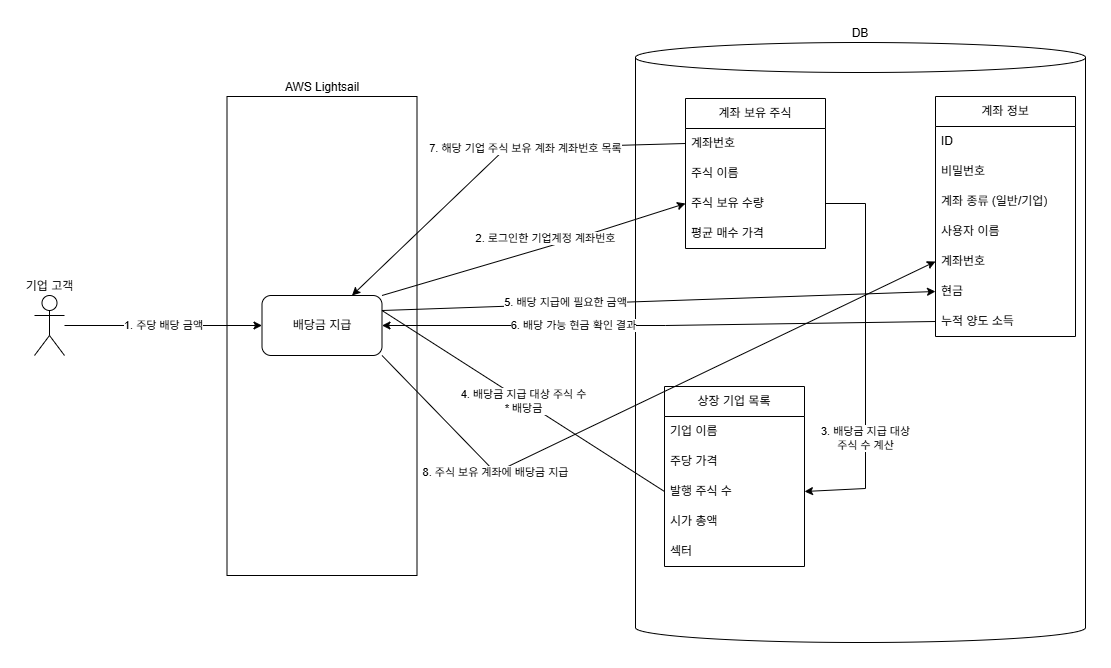 DB
AWS Lightsail
계좌 보유 주식
계좌번호
주식 이름
주식 보유 수량
평균 매수 가격
계좌 정보
ID
비밀번호
계좌 종류 (일반/기업)
사용자 이름
계좌번호
현금
누적 양도 소득
7. 해당 기업 주식 보유 계좌 계좌번호 목록
2. 로그인한 기업계정 계좌번호
기업 고객
1. 주당 배당 금액
배당금 지급
5. 배당 지급에 필요한 금액
6. 배당 가능 현금 확인 결과
4. 배당금 지급 대상 주식 수
* 배당금
8. 주식 보유 계좌에 배당금 지급
상장 기업 목록
기업 이름
주당 가격
발행 주식 수
시가 총액
섹터
3. 배당금 지급 대상
주식 수 계산